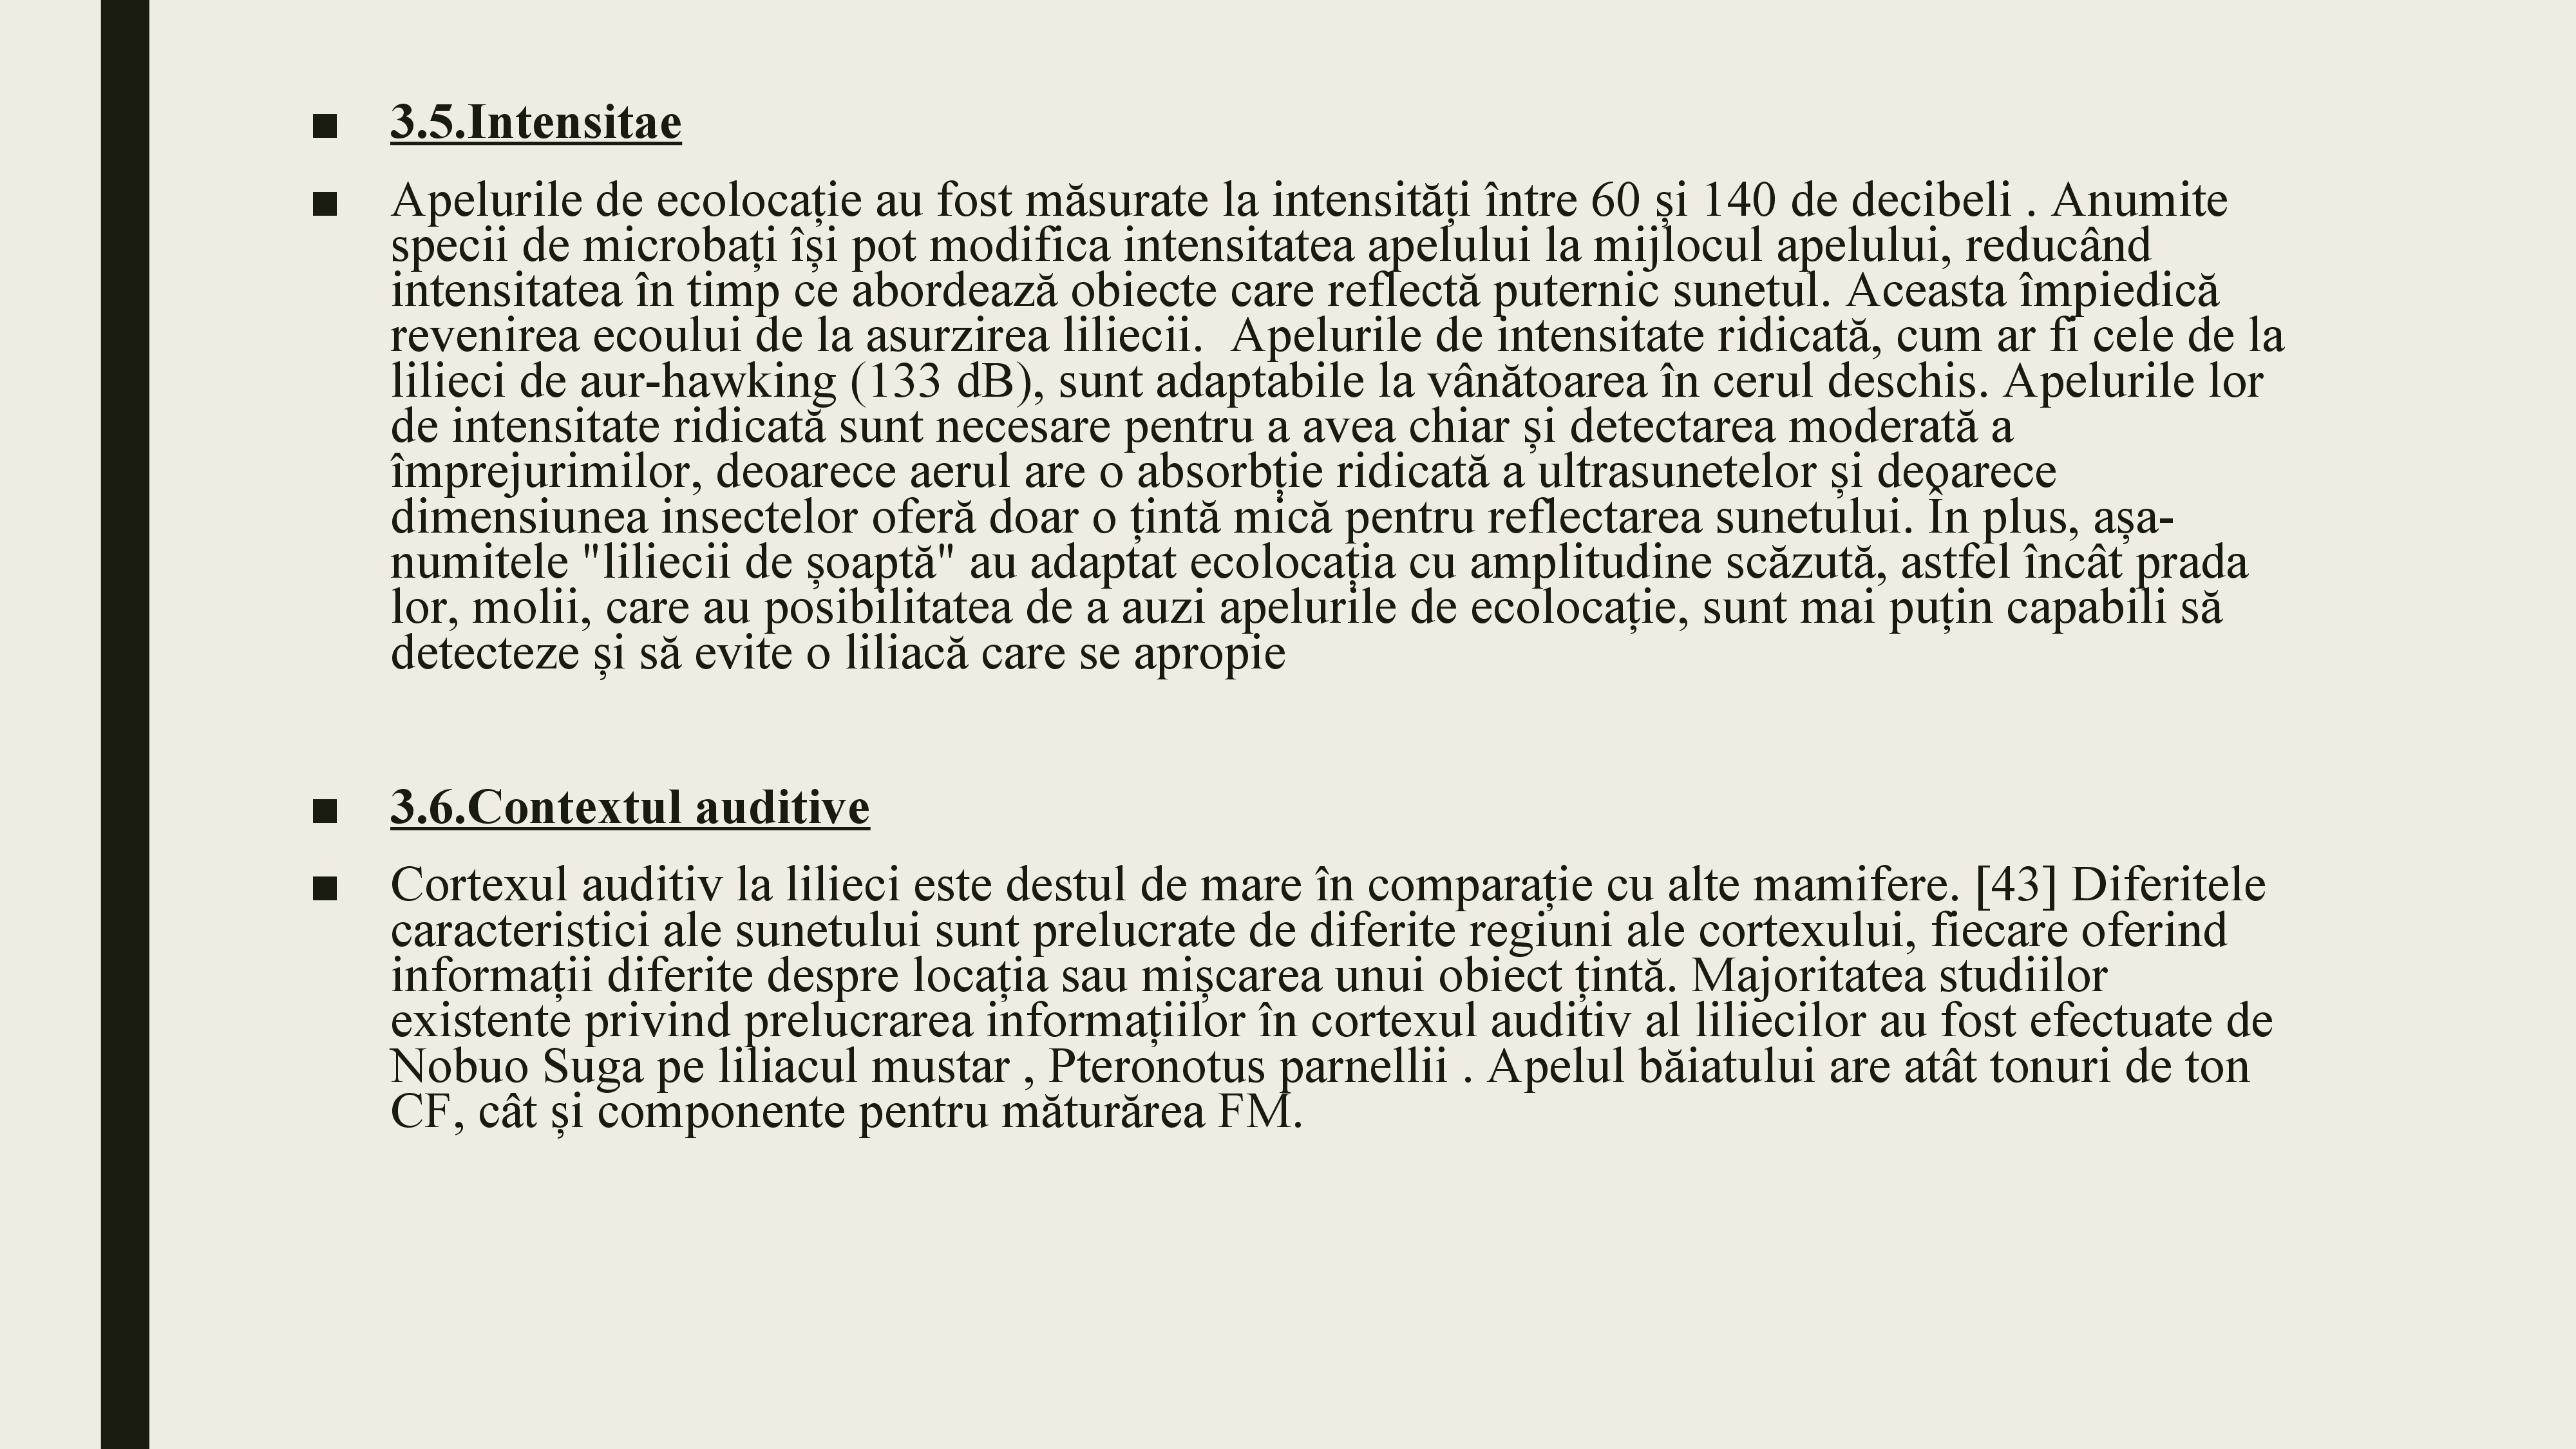 ■ 3.5.Intensitae
■ Apelurile de ecolocație au fost măsurate la intensități între 60 și 140 de decibeli . Anumite
specii de microbați își pot modifica intensitatea apelului la mijlocul apelului, reducând
intensitatea în timp ce abordează obiecte care reflectă puternic sunetul. Aceasta împiedică
revenirea ecoului de la asurzirea liliecii.  Apelurile de intensitate ridicată, cum ar fi cele de la
lilieci de aur-hawking (133 dB), sunt adaptabile la vânătoarea în cerul deschis. Apelurile lor
de intensitate ridicată sunt necesare pentru a avea chiar și detectarea moderată a
împrejurimilor, deoarece aerul are o absorbție ridicată a ultrasunetelor și deoarece
dimensiunea insectelor oferă doar o țintă mică pentru reflectarea sunetului. În plus, așa-
numitele "liliecii de șoaptă" au adaptat ecolocația cu amplitudine scăzută, astfel încât prada
lor, molii, care au posibilitatea de a auzi apelurile de ecolocație, sunt mai puțin capabili să
detecteze și să evite o liliacă care se apropie
■ 3.6.Contextul auditive
■ Cortexul auditiv la lilieci este destul de mare în comparație cu alte mamifere. [43] Diferitele
caracteristici ale sunetului sunt prelucrate de diferite regiuni ale cortexului, fiecare oferind
informații diferite despre locația sau mișcarea unui obiect țintă. Majoritatea studiilor
existente privind prelucrarea informațiilor în cortexul auditiv al liliecilor au fost efectuate de
Nobuo Suga pe liliacul mustar , Pteronotus parnellii . Apelul băiatului are atât tonuri de ton
CF, cât și componente pentru măturărea FM.